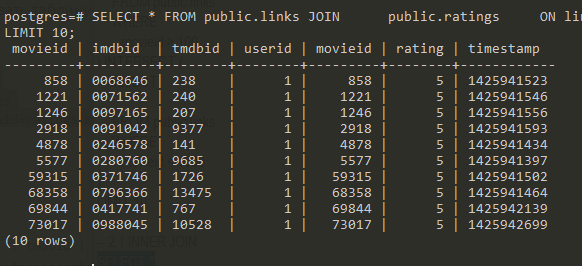 postgres=# SELECT * FROM public.links JOIN      public.ratings     ON li
LIMIT 10;
 movieid | imdbid  | tmdbid | userid | movieid | rating | timestamp
---------+---------+--------+--------+---------+--------+------------
     858 | 0068646 | 238    |      1 |     858 |      5 | 1425941523
    1221 | 0071562 | 240    |      1 |    1221 |      5 | 1425941546
    1246 | 0097165 | 207    |      1 |    1246 |      5 | 1425941556
    2918 | 0091042 | 9377   |      1 |    2918 |      5 | 1425941593
    4878 | 0246578 | 141    |      1 |    4878 |      5 | 1425941434
    5577 | 0280760 | 9685   |      1 |    5577 |      5 | 1425941397
   59315 | 0371746 | 1726   |      1 |   59315 |      5 | 1425941502
   68358 | 0796366 | 13475  |      1 |   68358 |      5 | 1425941464
   69844 | 0417741 | 767    |      1 |   69844 |      5 | 1425942139
   73017 | 0988045 | 10528  |      1 |   73017 |      5 | 1425942699
(10 rows)
INNER JOIN